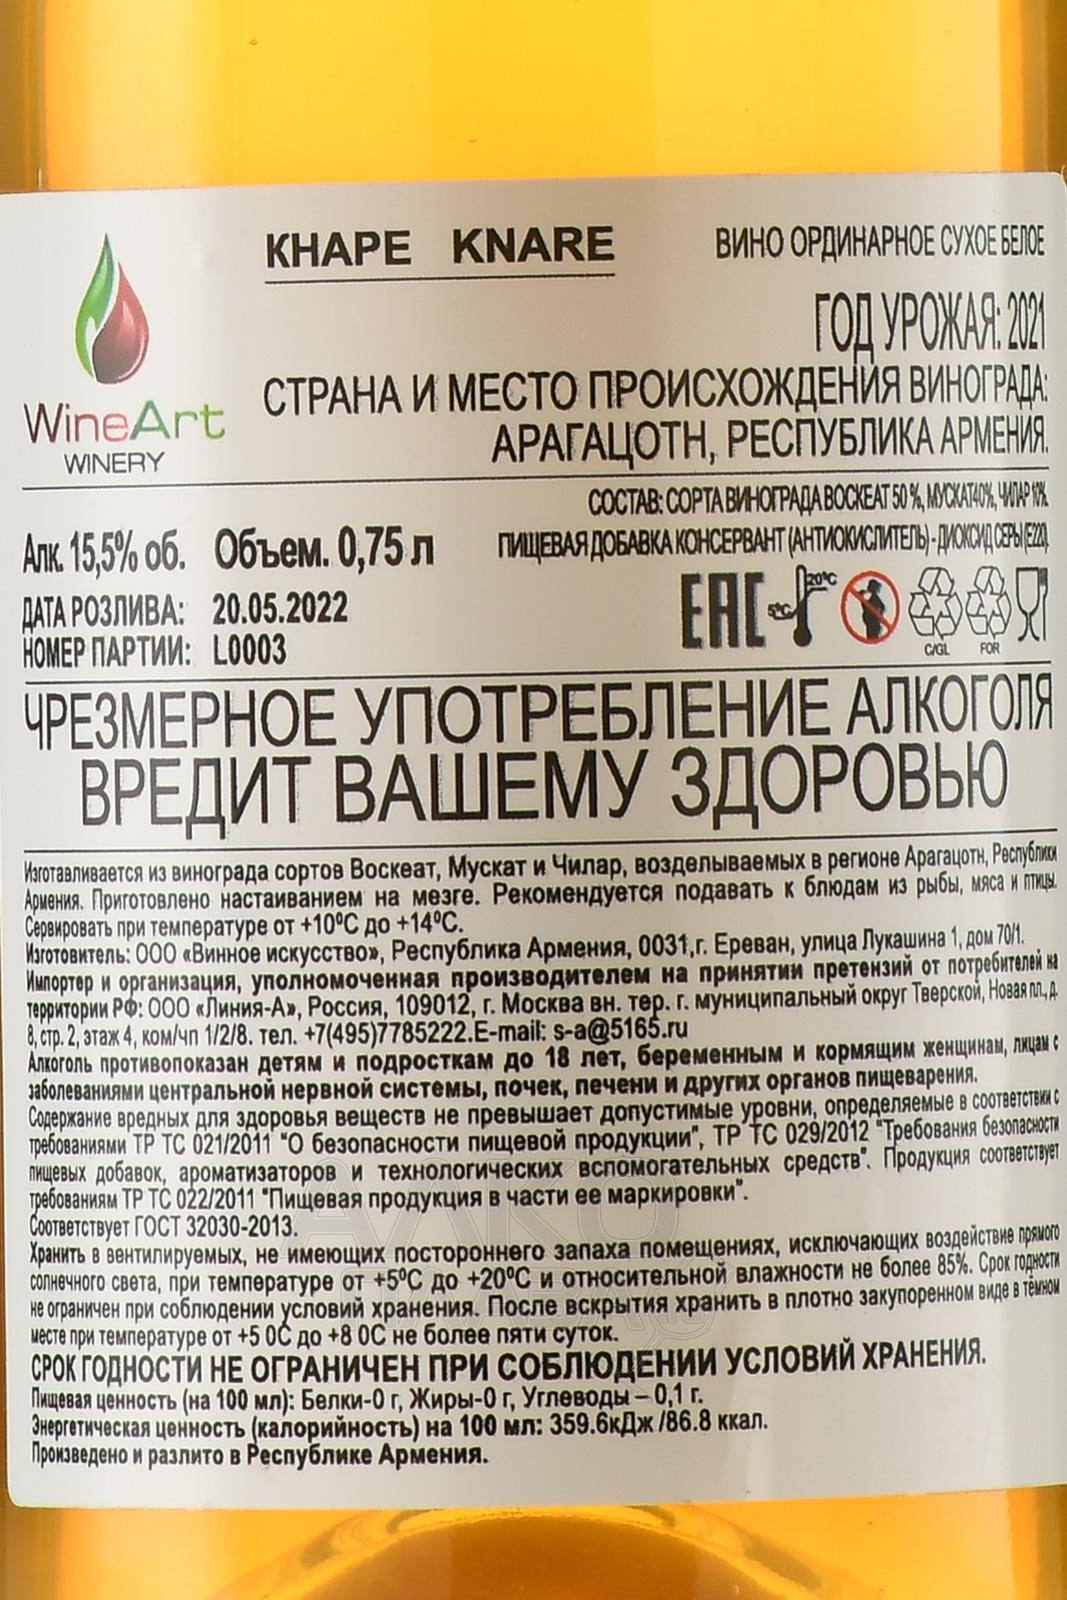 КНАРЕ KNARE
ВИНО ОРДИНАРНОЕ СУХОЕ БЕЛОЕ
ГОД УРОЖАЯ: 2021
СТРАНА И МЕСТО ПРОИСХОЖДЕНИЯ ВИНОГРАДА:
АРАГАЦОТН, РЕСПУБЛИКА АРМЕНИЯ.
WineArt
WINERY
СОСТАВ: СОРТА ВИНОГРАДА ВОСКЕАТ 50 %, МУСКАТ 40%, ЧИЛАР 10%.
ПИЩЕВАЯ ДОБАВКА КОНСЕРВАНТ (АНТИОКИСЛИТЕЛЬ) - ДИОКСИД СЕРЫ (Е220).
Алк. 15,5% об. Объем. 0,75 л
ДАТА РОЗЛИВА: 20.05.2022
НОМЕР ПАРТИИ: L0003
EAC 5°C 20°C
C/GL FOR
ЧРЕЗМЕРНОЕ УПОТРЕБЛЕНИЕ АЛКОГОЛЯ
ВРЕДИТ ВАШЕМУ ЗДОРОВЬЮ
Изготавливается из винограда сортов Воскеат, Мускат и Чилар, возделываемых в регионе Арагацотн, Республики
Армения. Приготовлено настаиванием на мезге. Рекомендуется подавать к блюдам из рыбы, мяса и птицы.
Сервировать при температуре от +10⁰С до +14⁰С.
Изготовитель: ООО «Винное искусство», Республика Армения, 0031,г. Ереван, улица Лукашина 1, дом 70/1.
Импортер и организация, уполномоченная производителем на принятии претензий от потребителей на
территории РФ: ООО «Линия-А», Россия, 109012, г. Москва вн. тер. г. муниципальный округ Тверской, Новая пл., д.
8, стр. 2, этаж 4, ком/чп 1/2/8. тел. +7(495)7785222.E-mail: s-a@5165.ru
Алкоголь противопоказан детям и подросткам до 18 лет, беременным и кормящим женщинам, лицам с
заболеваниями центральной нервной системы, почек, печени и других органов пищеварения.
Содержание вредных для здоровья веществ не превышает допустимые уровни, определяемые в соответствии с
требованиями ТР ТС 021/2011 "О безопасности пищевой продукции", ТР ТС 029/2012 "Требования безопасности
пищевых добавок, ароматизаторов и технологических вспомогательных средств". Продукция соответствует
требованиям ТР ТС 022/2011 "Пищевая продукция в части ее маркировки".
Соответствует ГОСТ 32030-2013.
Хранить в вентилируемых, не имеющих постороннего запаха помещениях, исключающих воздействие прямого
солнечного света, при температуре от +5⁰С до +20⁰С и относительной влажности не более 85%. Срок годности
не ограничен при соблюдении условий хранения. После вскрытия хранить в плотно закупоренном виде в тёмном
месте при температуре от +5 0С до +8 0С не более пяти суток.
СРОК ГОДНОСТИ НЕ ОГРАНИЧЕН ПРИ СОБЛЮДЕНИИ УСЛОВИЙ ХРАНЕНИЯ.
Пищевая ценность (на 100 мл): Белки-0 г, Жиры-0 г, Углеводы – 0,1 г.
Энергетическая ценность (калорийность) на 100 мл: 359.6кДж /86.8 ккал.
Произведено и разлито в Республике Армения.